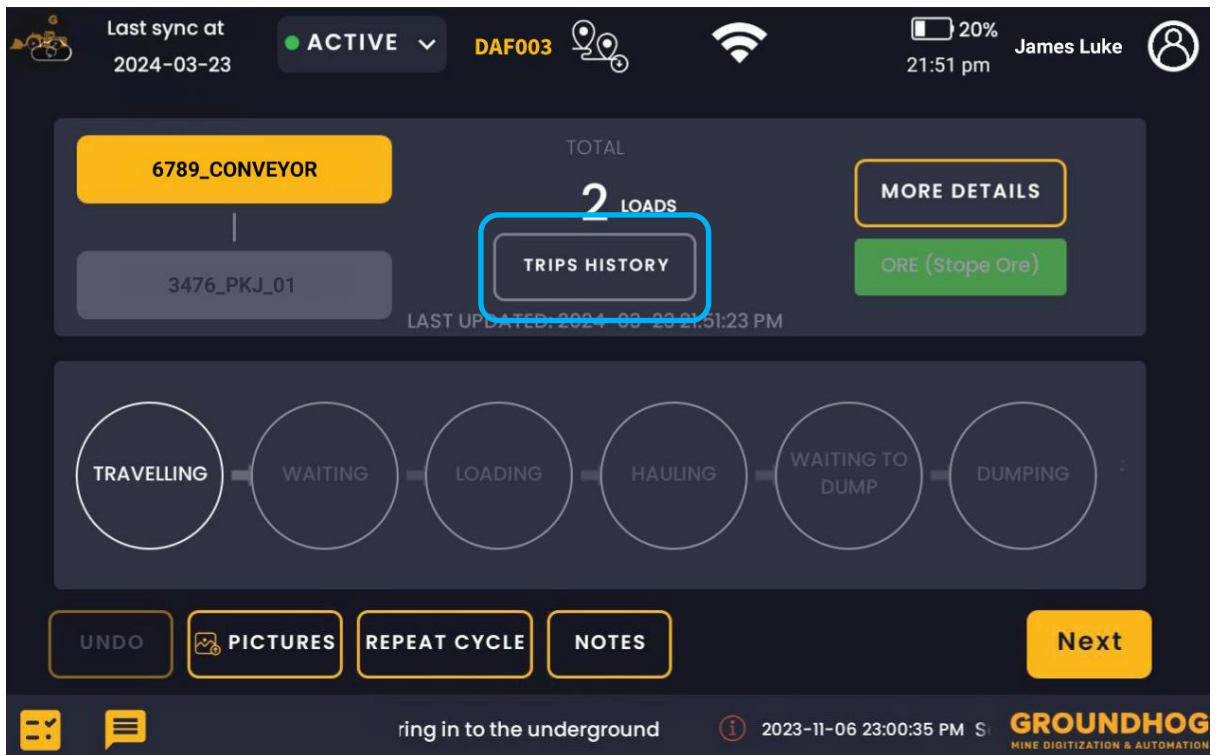 G
Last sync at
2024-03-23
ACTIVE
DAF003
20%
21:51 pm
James Luke
6789_CONVEYOR
3476_PKJ_01
TOTAL
2 LOADS
TRIPS HISTORY
LAST UPDATED: 2024-03-23 21:51:23 PM
MORE DETAILS
ORE (Stope Ore)
TRAVELLING
WAITING
LOADING
HAULING
WAITING TO
DUMP
DUMPING
UNDO
PICTURES
REPEAT CYCLE
NOTES
Next
ring in to the underground
2023-11-06 23:00:35 PM S
GROUNDHOG
MINE DIGITIZATION & AUTOMATION